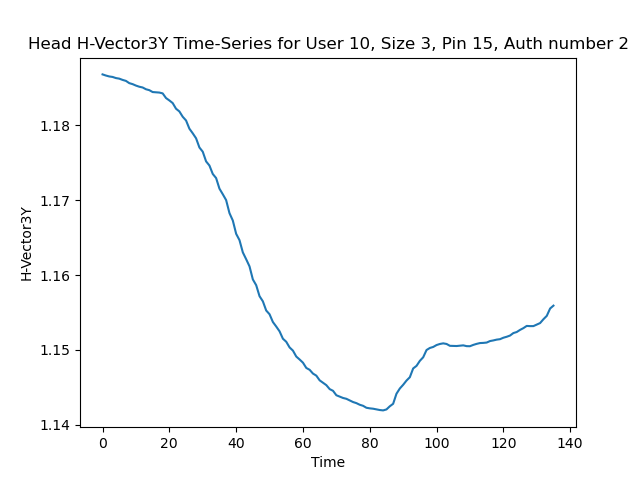 Head H-Vector3Y Time-Series for User 10, Size 3, Pin 15, Auth number 2
1.18
1.17
1.16
1.15
1.14
H-Vector3Y
0 20 40 60 80 100 120 140
Time